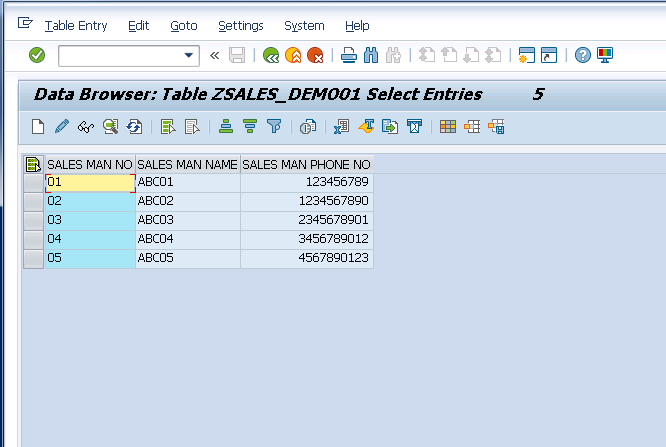 Table Entry Edit Goto Settings System Help
Data Browser: Table ZSALES_DEMO01 Select Entries 5
SALES MAN NO SALES MAN NAME SALES MAN PHONE NO
01 ABC01 123456789
02 ABC02 1234567890
03 ABC03 2345678901
04 ABC04 3456789012
05 ABC05 4567890123